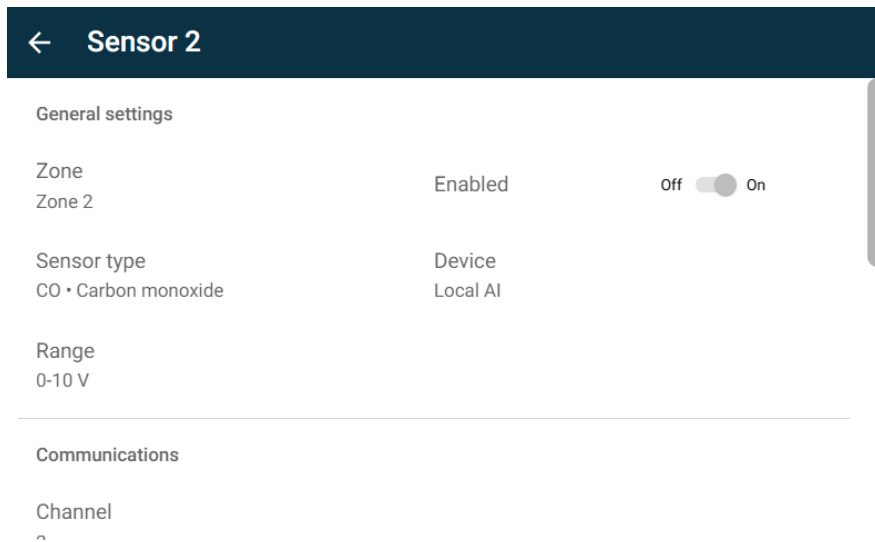 Sensor 2
General settings
Zone
Zone 2
Enabled
Off
On
Sensor type
CO • Carbon monoxide
Device
Local AI
Range
0-10 V
Communications
Channel